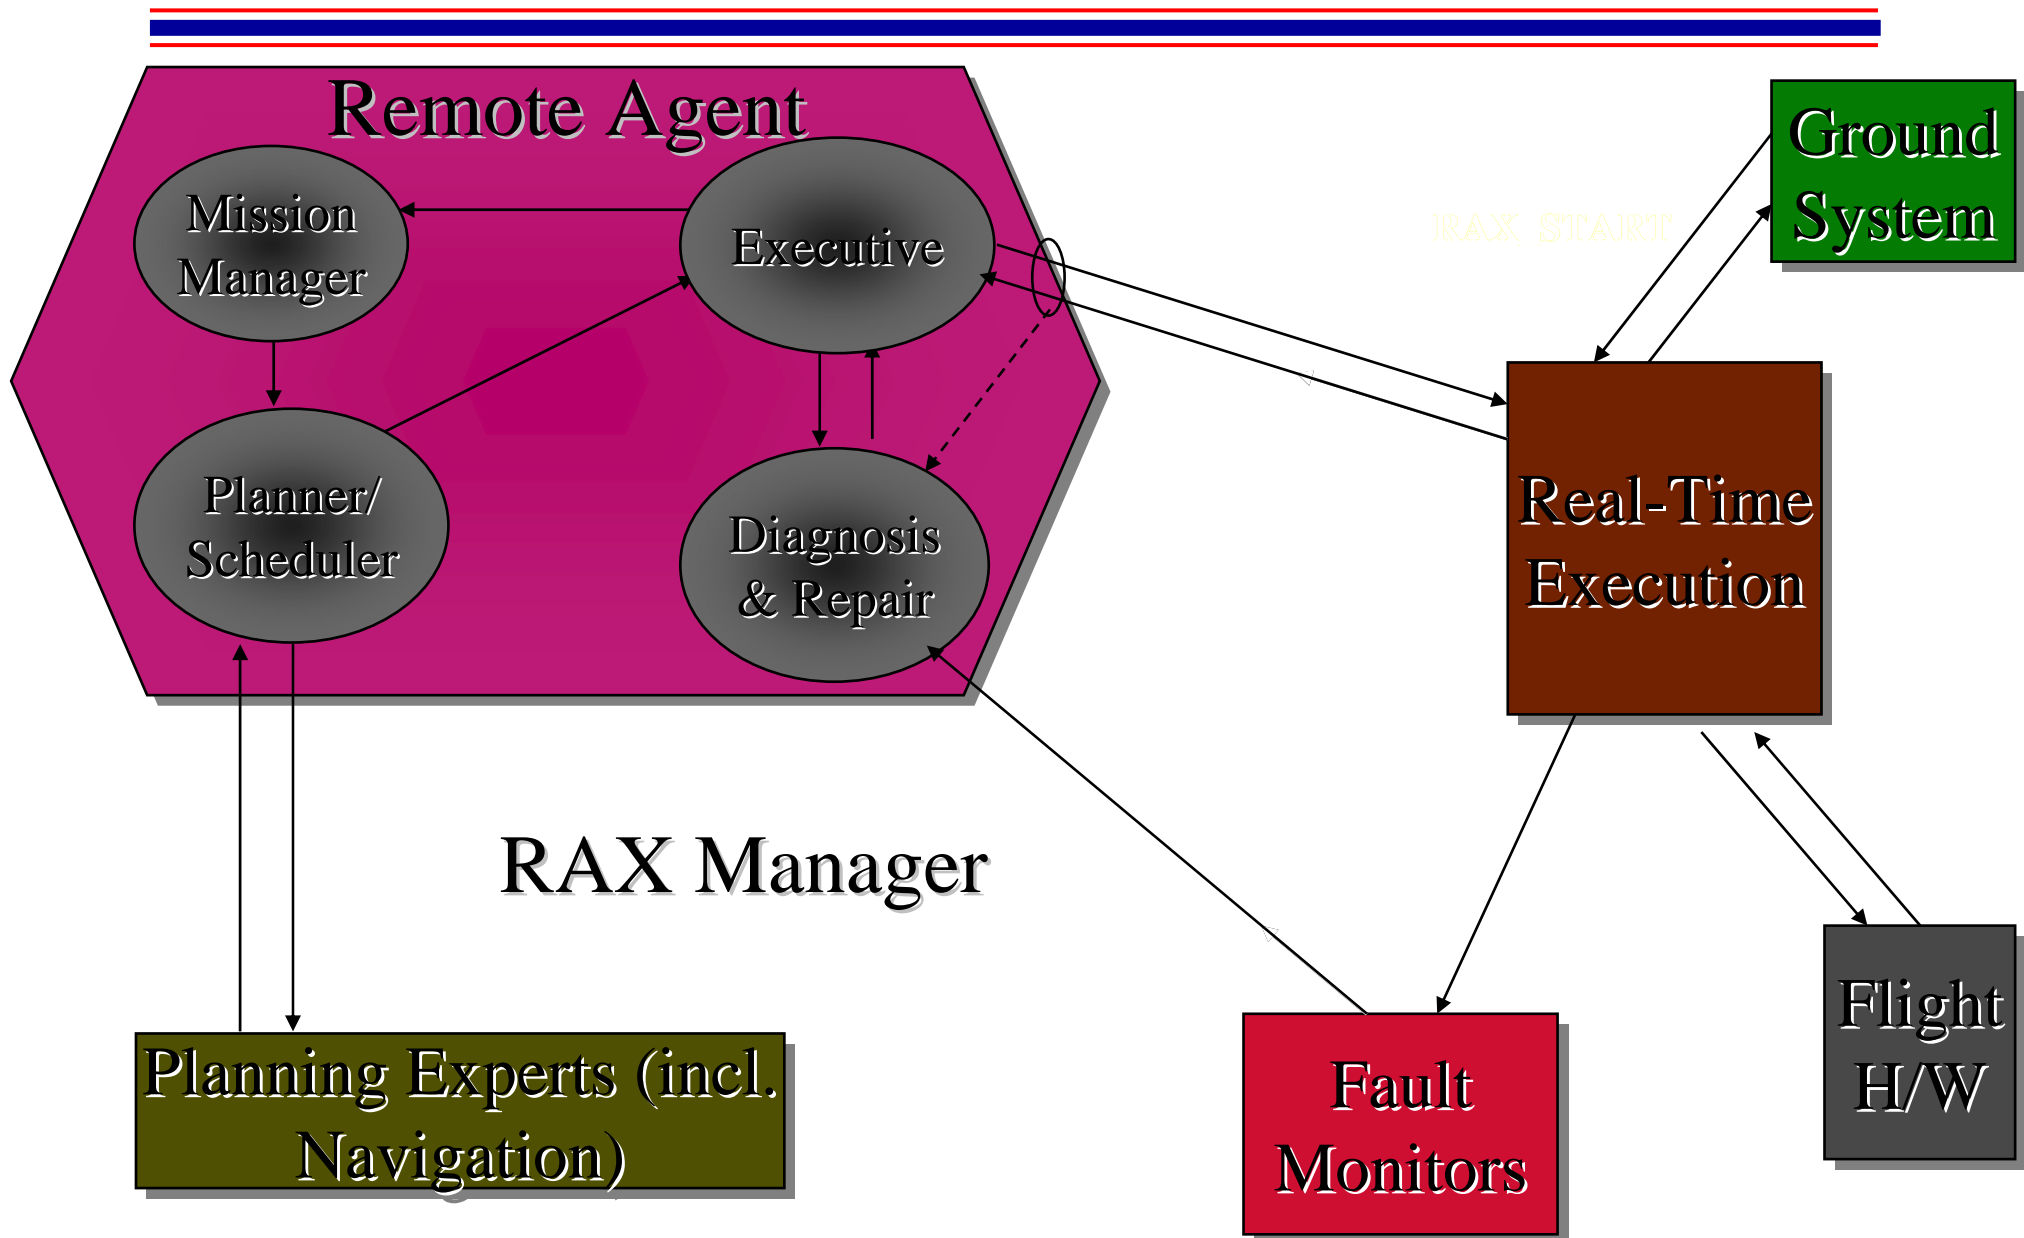 Remote Agent
Mission
Manager
Executive
Planner/
Scheduler
Diagnosis
& Repair
RAX START
Ground
System
Real-Time
Execution
RAX Manager
Planning Experts (incl.
Navigation)
Fault
Monitors
Flight
H/W